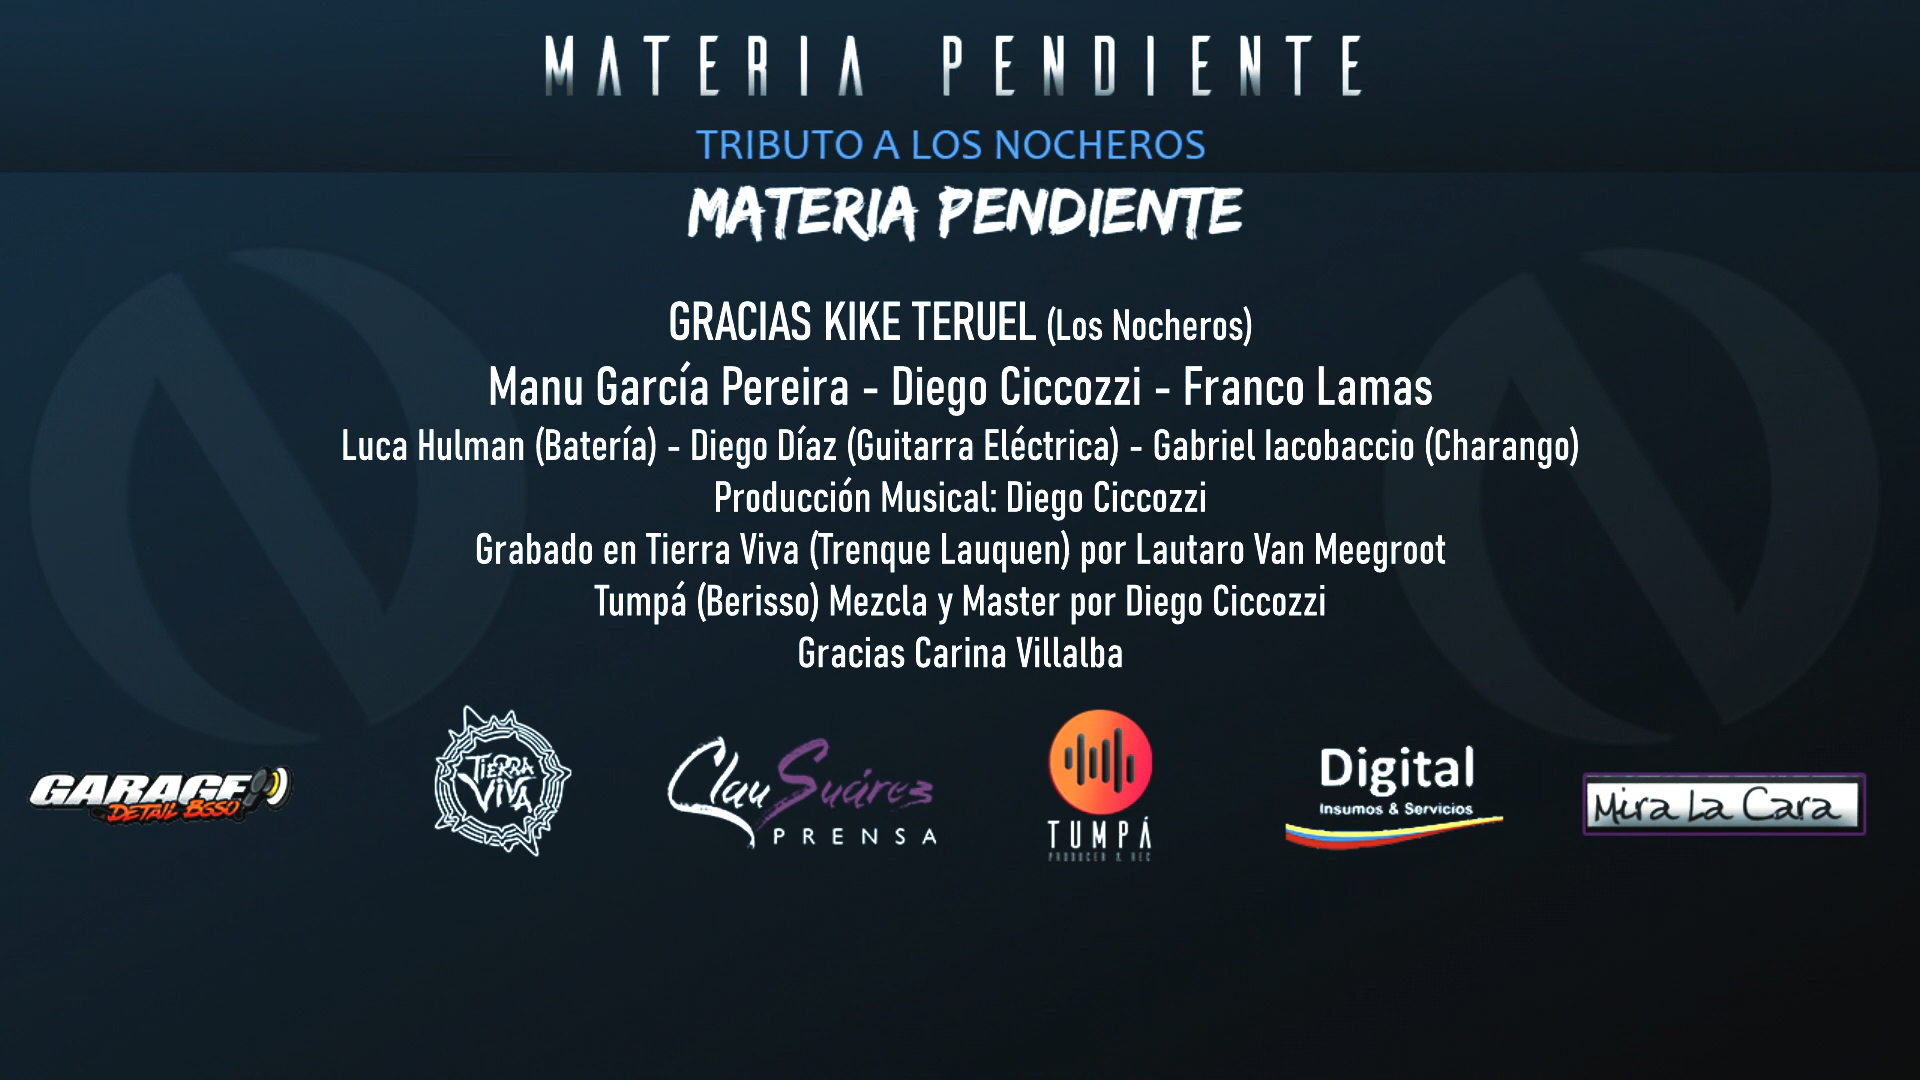 MATERIA PENDIENTE
TRIBUTO A LOS NOCHEROS
MATERIA PENDIENTE
GRACIAS KIKE TERUEL (Los Nocheros)
Manu García Pereira - Diego Ciccozzi - Franco Lamas
Luca Hulman (Batería) - Diego Díaz (Guitarra Eléctrica) - Gabriel Iacobaccio (Charango)
Producción Musical: Diego Ciccozzi
Grabado en Tierra Viva (Trenque Lauquen) por Lautaro Van Meegroot
Tumpá (Berisso) Mezcla y Master por Diego Ciccozzi
Gracias Carina Villalba
GARAGE
DETAIL BSSO
TIERRA
VIVA
Clau Suárez
PRENSA
TUMPÁ
PRODUCER & REC
Digital
Insumos & Servicios
Mira La Cara